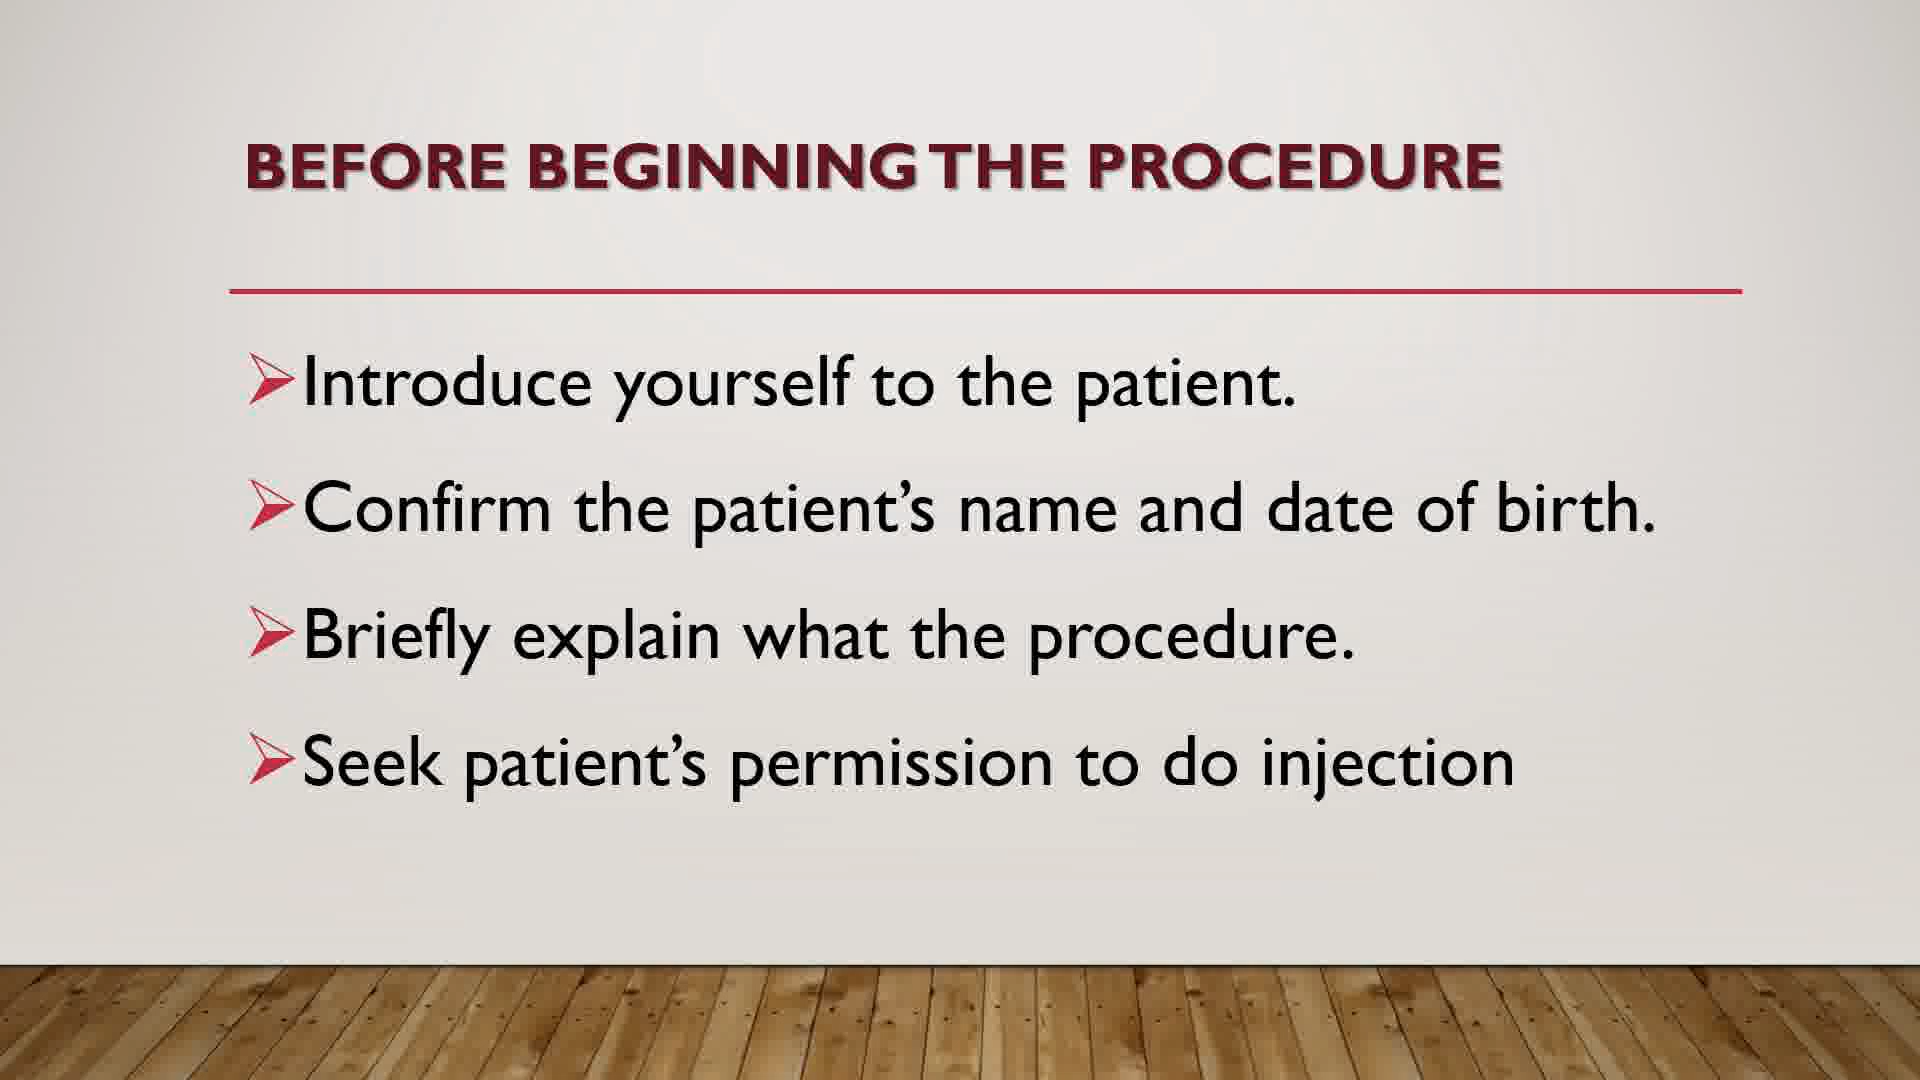 BEFORE BEGINNING THE PROCEDURE
Introduce yourself to the patient.
Confirm the patient’s name and date of birth.
Briefly explain what the procedure.
Seek patient’s permission to do injection